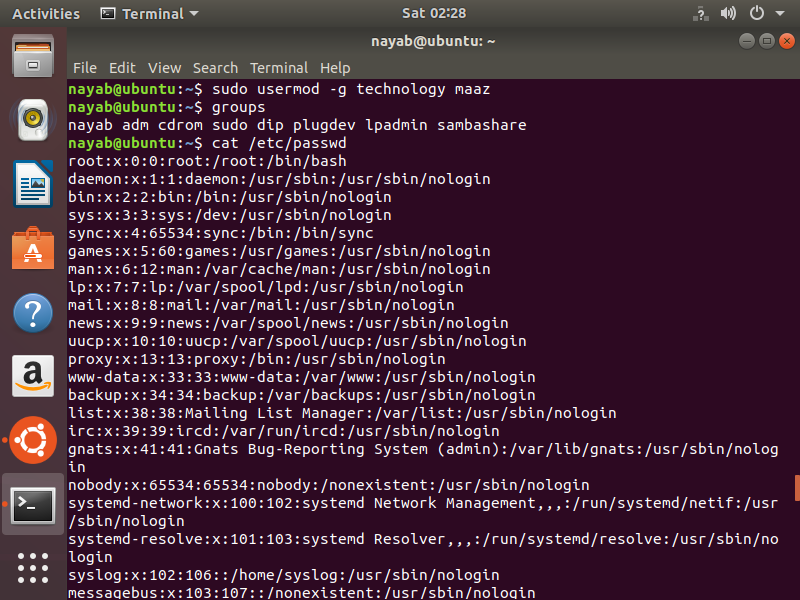 Activities Terminal Sat 02:28
nayab@ubuntu: ~
File Edit View Search Terminal Help
nayab@ubuntu:~$ sudo usermod -g technology maaz
nayab@ubuntu:~$ groups
nayab adm cdrom sudo dip plugdev lpadmin sambashare
nayab@ubuntu:~$ cat /etc/passwd
root:x:0:0:root:/root:/bin/bash
daemon:x:1:1:daemon:/usr/sbin:/usr/sbin/nologin
bin:x:2:2:bin:/bin:/usr/sbin/nologin
sys:x:3:3:sys:/dev:/usr/sbin/nologin
sync:x:4:65534:sync:/bin:/bin/sync
games:x:5:60:games:/usr/games:/usr/sbin/nologin
man:x:6:12:man:/var/cache/man:/usr/sbin/nologin
lp:x:7:7:lp:/var/spool/lpd:/usr/sbin/nologin
mail:x:8:8:mail:/var/mail:/usr/sbin/nologin
news:x:9:9:news:/var/spool/news:/usr/sbin/nologin
uucp:x:10:10:uucp:/var/spool/uucp:/usr/sbin/nologin
proxy:x:13:13:proxy:/bin:/usr/sbin/nologin
www-data:x:33:33:www-data:/var/www:/usr/sbin/nologin
backup:x:34:34:backup:/var/backups:/usr/sbin/nologin
list:x:38:38:Mailing List Manager:/var/list:/usr/sbin/nologin
irc:x:39:39:ircd:/var/run/ircd:/usr/sbin/nologin
gnats:x:41:41:Gnats Bug-Reporting System (admin):/var/lib/gnats:/usr/sbin/nolog
in
nobody:x:65534:65534:nobody:/nonexistent:/usr/sbin/nologin
systemd-network:x:100:102:systemd Network Management,,,:/run/systemd/netif:/usr
/sbin/nologin
systemd-resolve:x:101:103:systemd Resolver,,,:/run/systemd/resolve:/usr/sbin/no
login
syslog:x:102:106::/home/syslog:/usr/sbin/nologin
messagebus:x:103:107::/nonexistent:/usr/sbin/nologin